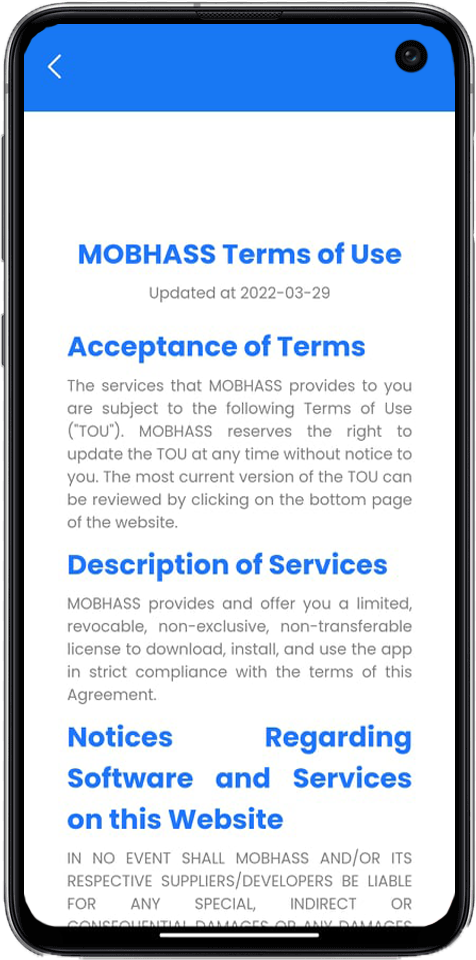 MOBHASS Terms of Use
Updated at 2022-03-29
Acceptance of Terms
The services that MOBHASS provides to you
are subject to the following Terms of Use
("TOU"). MOBHASS reserves the right to
update the TOU at any time without notice to
you. The most current version of the TOU can
be reviewed by clicking on the bottom page
of the website.
Description of Services
MOBHASS provides and offer you a limited,
revocable, non-exclusive, non-transferable
license to download, install, and use the app
in strict compliance with the terms of this
Agreement.
Notices Regarding
Software and Services
on this Website
IN NO EVENT SHALL MOBHASS AND/OR ITS
RESPECTIVE SUPPLIERS/DEVELOPERS BE LIABLE
FOR ANY SPECIAL, INDIRECT OR
CONSEQUENTIAL DAMAGES OR ANY DAMAGES